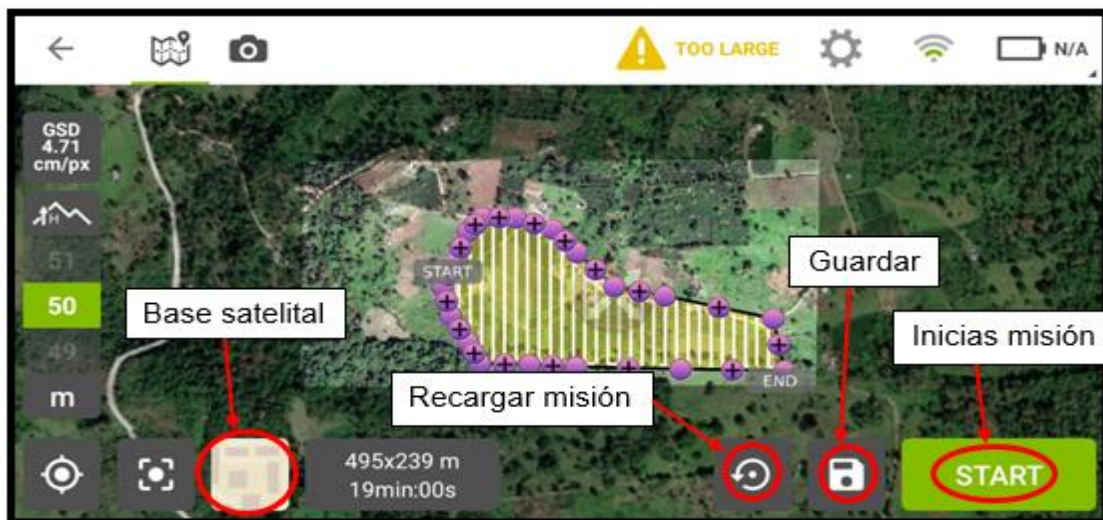 TOO LARGE
N/A
GSD
4.71
cm/px
H
51
50
49
m
START
Guardar
Base satelital
Inicias misión
END
Recargar misión
495x239 m
19min:00s
START